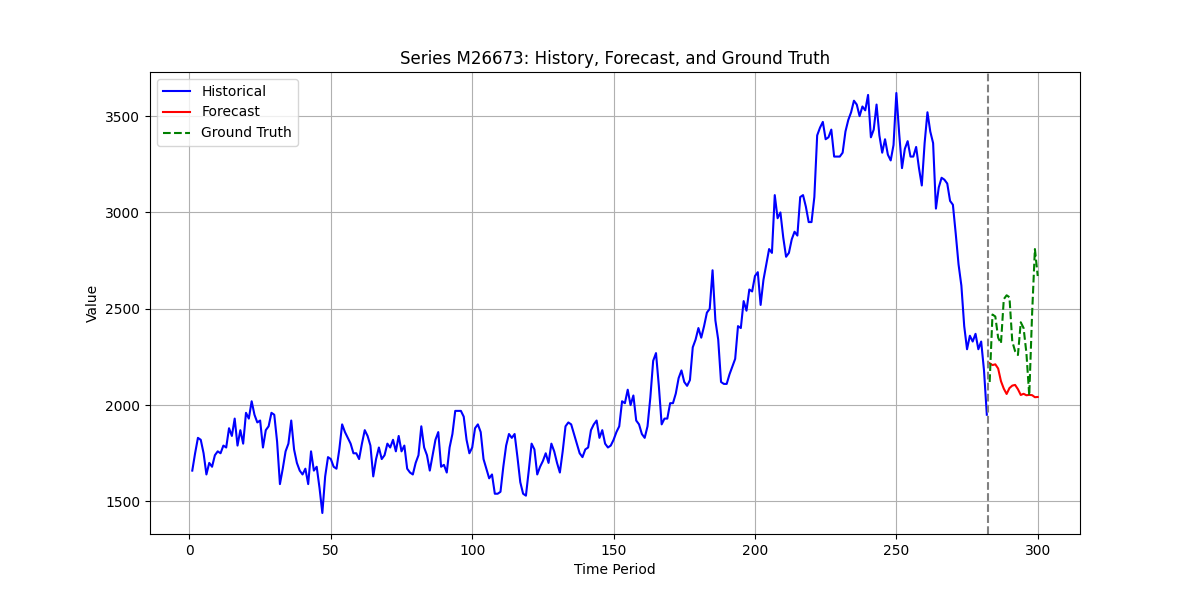 Series M26673: History, Forecast, and Ground Truth
Historical
Forecast
Ground Truth
3500
3000
2500
2000
1500
Value
0 50 100 150 200 250 300
Time Period